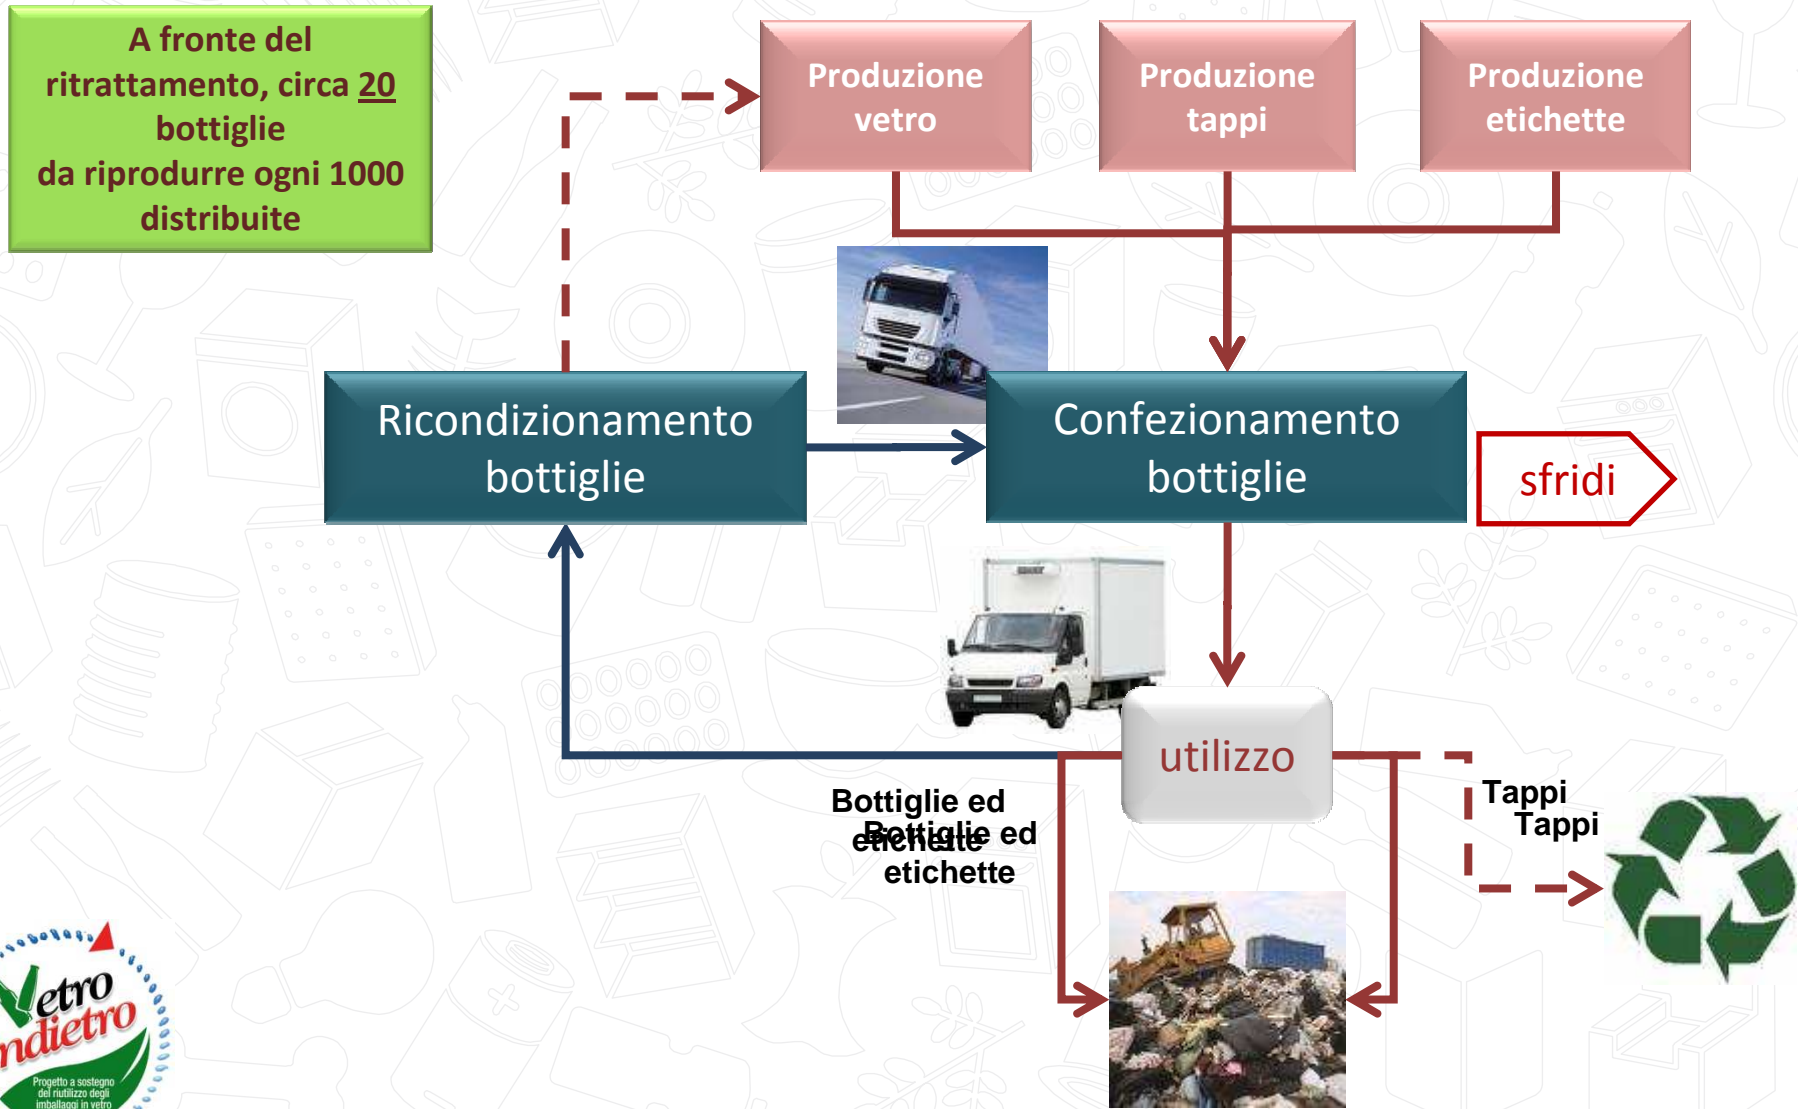 A fronte del
ritrattamento, circa 20
bottiglie
da riprodurre ogni 1000
distribuite
Produzione
vetro
Produzione
tappi
Produzione
etichette
Ricondizionamento
bottiglie
Confezionamento
bottiglie
sfridi
utilizzo
Bottiglie ed
etichette
Bottiglie ed
etichette
Tappi
Tappi
Vetro
indietro
Progetto a sostegno
del riutilizzo degli
imballaggi in vetro